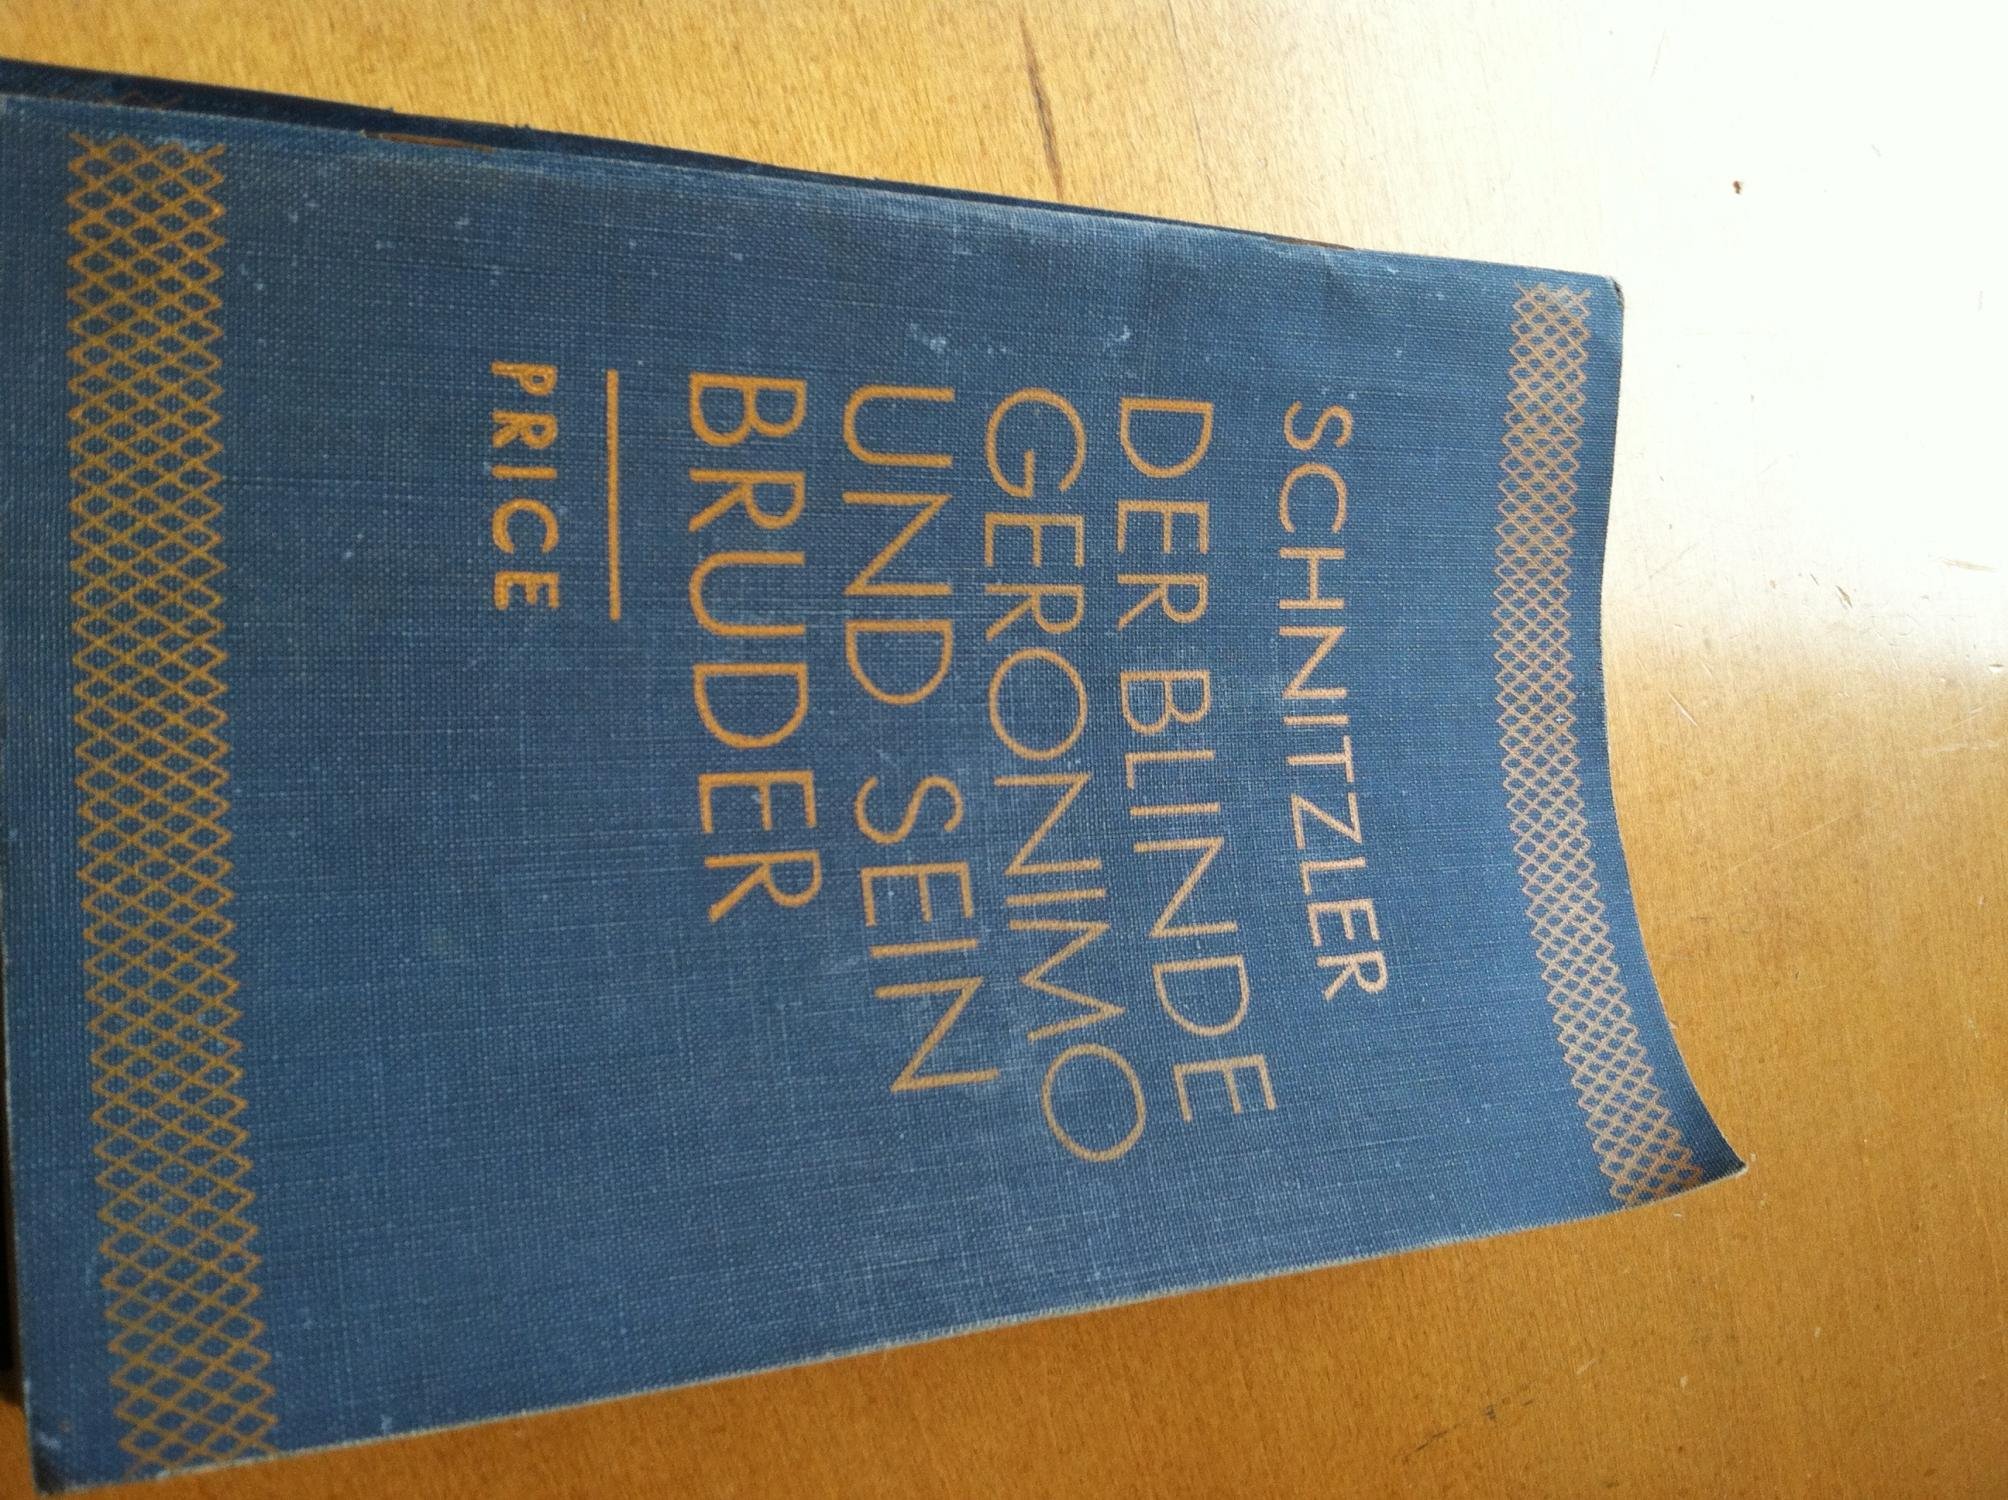 SCHNITZLER
DER BLINDE
GERONIMO
UND SEIN
BRUDER
PRICE